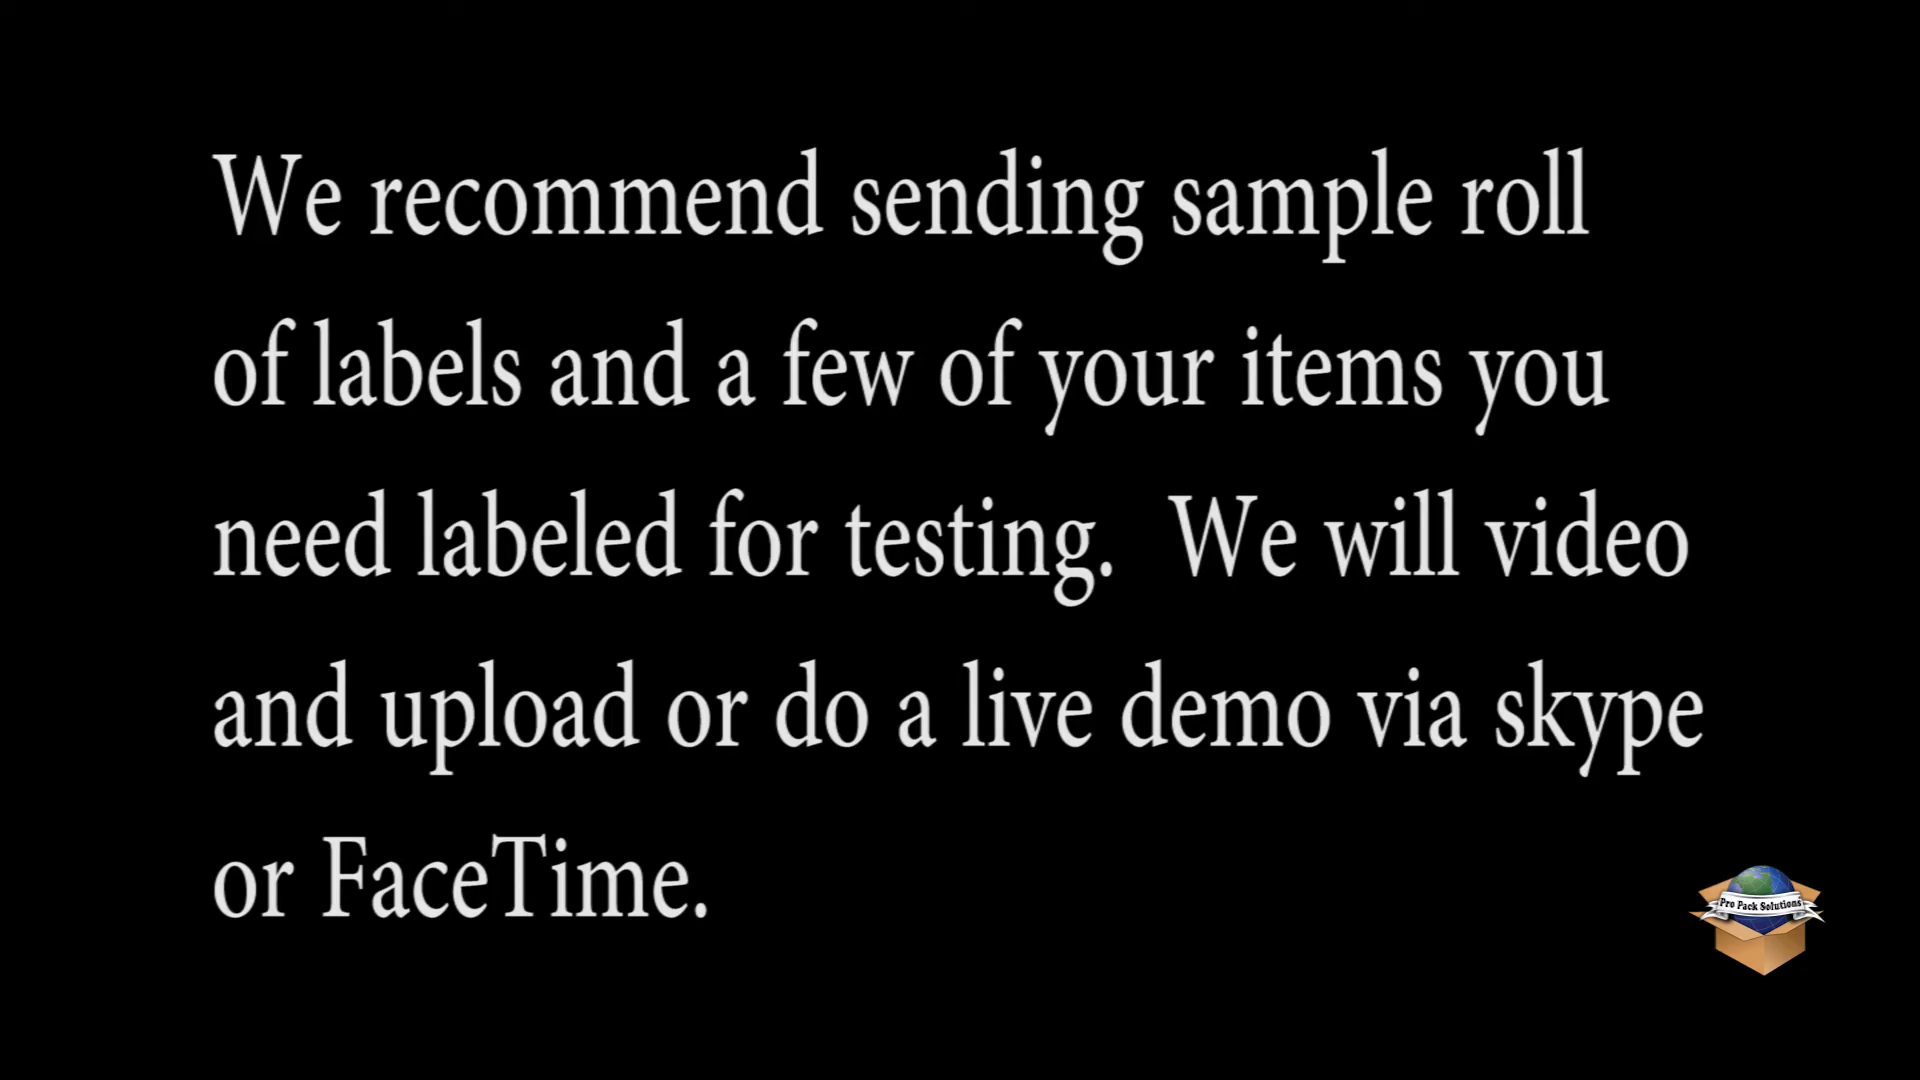 We recommend sending sample roll
of labels and a few of your items you
need labeled for testing.  We will video
and upload or do a live demo via skype
or FaceTime.
Pro Pack Solutions